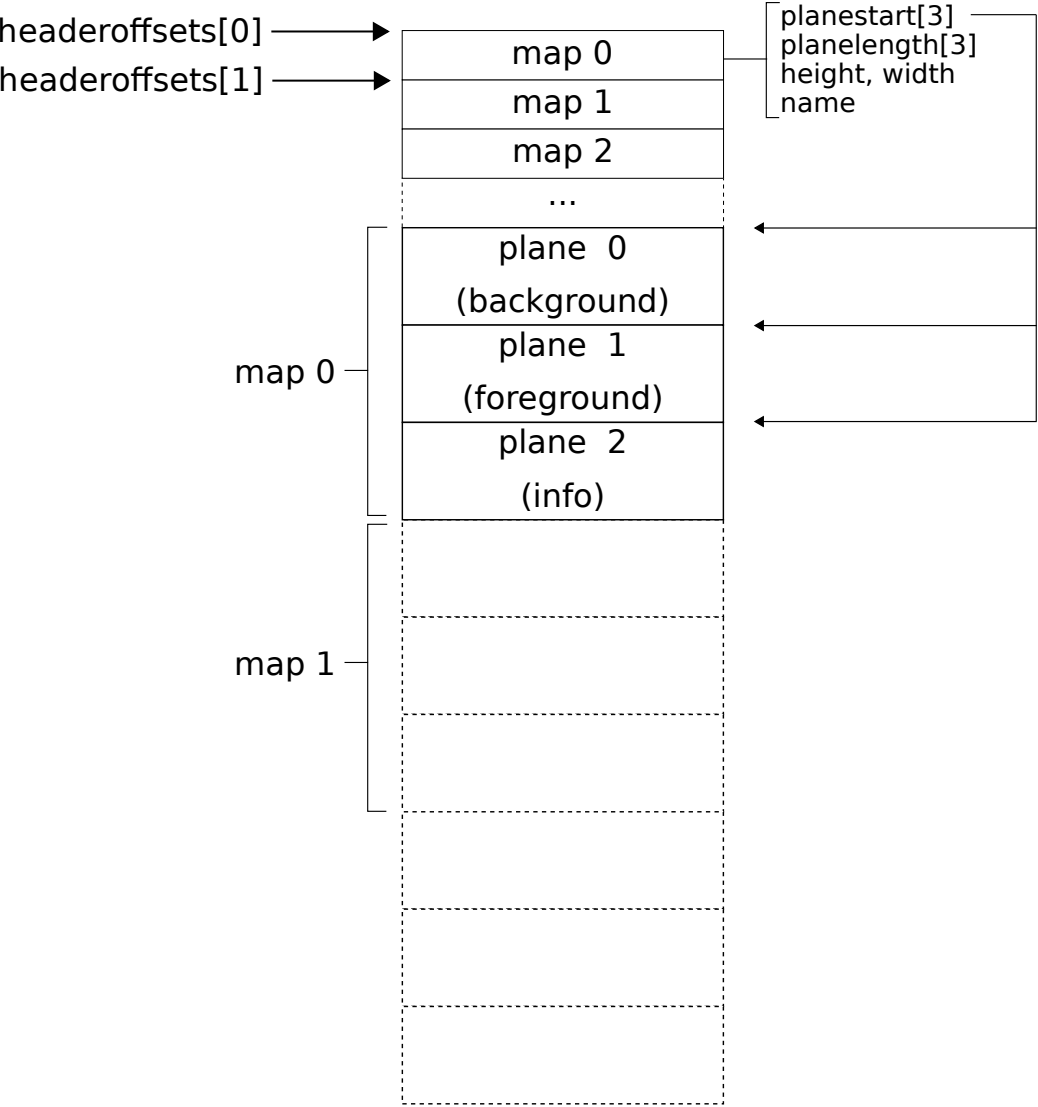 headeroffsets[0]
headeroffsets[1]
map 0
map 1
map 2
...
planestart[3]
planelength[3]
height, width
name
map 0
plane 0
(background)
plane 1
(foreground)
plane 2
(info)
map 1